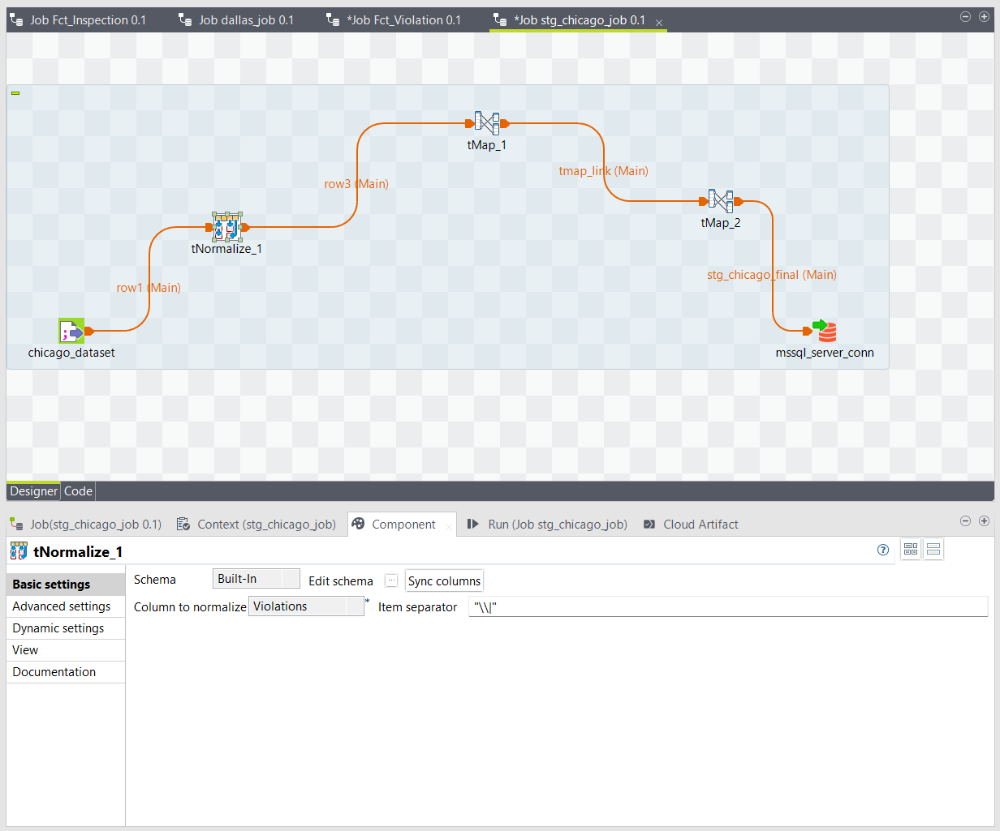 Job Fct_Inspection 0.1 Job dallas_job 0.1 *Job Fct_Violation 0.1 *Job stg_chicago_job 0.1
tMap_1
tmap_link (Main)
row3 (Main)
tMap_2
tNormalize_1
stg_chicago_final (Main)
row1 (Main)
chicago_dataset
mssql_server_conn
Designer Code
Job(stg_chicago_job 0.1) Context (stg_chicago_job) Component Run (Job stg_chicago_job) Cloud Artifact
tNormalize_1
Basic settings
Advanced settings
Dynamic settings
View
Documentation
Schema Built-In Edit schema ... Sync columns
Column to normalize Violations * Item separator "\\|"